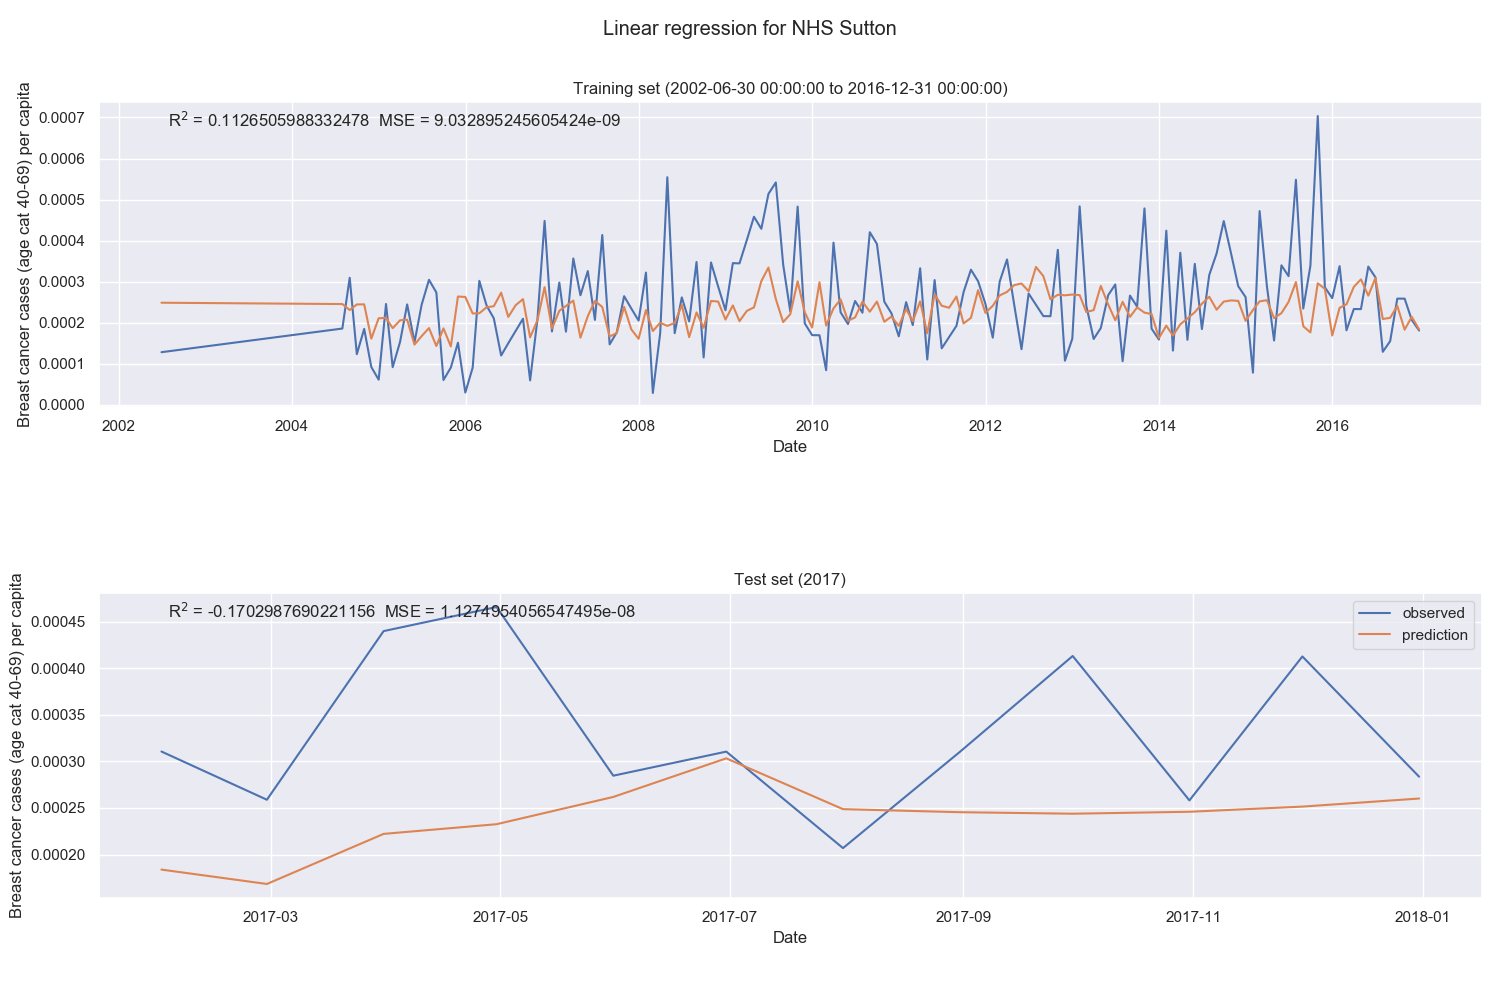 Linear regression for NHS Sutton
Training set (2002-06-30 00:00:00 to 2016-12-31 00:00:00)
Breast cancer cases (age cat 40-69) per capita
R² = 0.1126505988332478 MSE = 9.032895245605424e-09
0.0007
0.0006
0.0005
0.0004
0.0003
0.0002
0.0001
0.0000
2002 2004 2006 2008 2010 2012 2014 2016
Date
Test set (2017)
Breast cancer cases (age cat 40-69) per capita
R² = -0.1702987690221156 MSE = 1.1274954056547495e-08
observed
prediction
0.00045
0.00040
0.00035
0.00030
0.00025
0.00020
2017-03 2017-05 2017-07 2017-09 2017-11 2018-01
Date